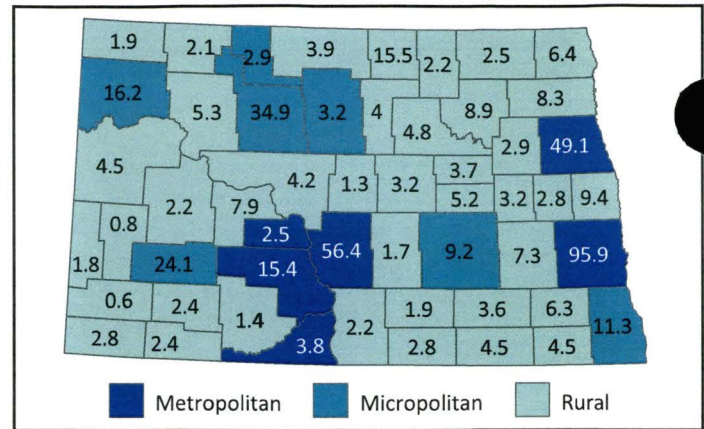 1.9 2.1 2.9 3.9 15.5 2.2 2.5 6.4
16.2 5.3 34.9 3.2 4 4.8 8.9 8.3
2.9 49.1
4.5 4.2 1.3 3.2 3.7
2.2 7.9 5.2 3.2 2.8 9.4
0.8 2.5
1.8 24.1 15.4 56.4 1.7 9.2 7.3 95.9
0.6 2.4 1.4 2.2 1.9 3.6 6.3 11.3
2.8 2.4 3.8 2.8 4.5 4.5
Metropolitan Micropolitan Rural